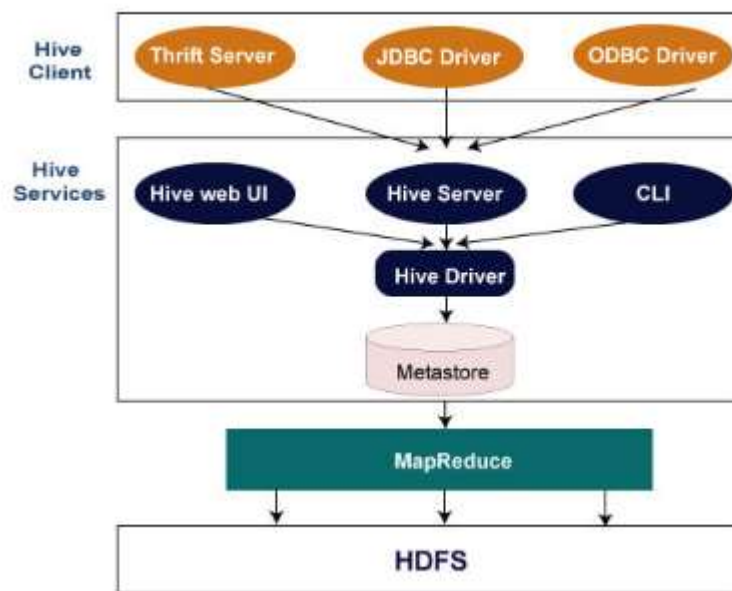 Hive
Client
Thrift Server
JDBC Driver
ODBC Driver
Hive
Services
Hive web UI
Hive Server
CLI
Hive Driver
Metastore
MapReduce
HDFS